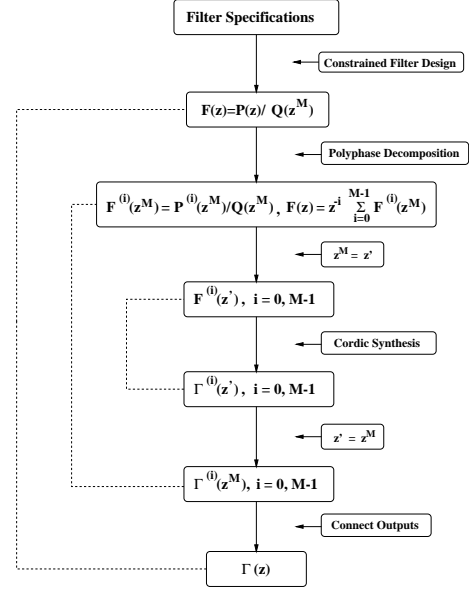 Filter Specifications
Constrained Filter Design
F(z)=P(z)/ Q(z^M)
Polyphase Decomposition
F^(i)(z^M) = P^(i)(z^M)/Q(z^M) , F(z) = z^-i M-1 Σ i=0 F^(i)(z^M)
z^M = z'
F^(i)(z') , i = 0, M-1
Cordic Synthesis
Γ^(i)(z') , i = 0, M-1
z' = z^M
Γ^(i)(z^M), i = 0, M-1
Connect Outputs
Γ(z)